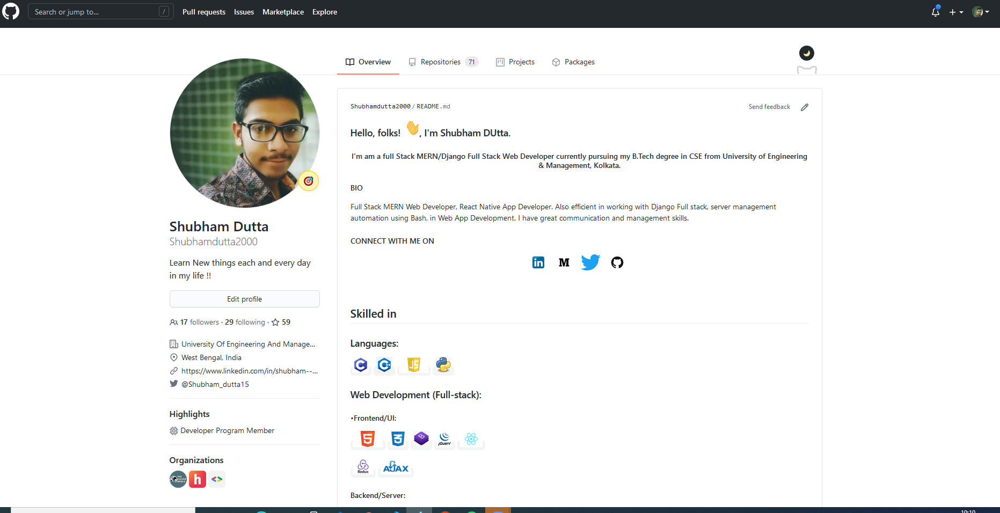 Search or jump to... /
Pull requests Issues Marketplace Explore
Overview Repositories 71 Projects Packages
Shubhamdutta2000 / README.md Send feedback
Hello, folks! 👋, I'm Shubham DUtta.
I'm am a full Stack MERN/Django Full Stack Web Developer currently pursuing my B.Tech degree in CSE from University of Engineering
& Management, Kolkata.
BIO
Full Stack MERN Web Developer, React Native App Developer. Also efficient in working with Django Full stack, server management
automation using Bash, in Web App Development. I have great communication and management skills.
CONNECT WITH ME ON
in M
Skilled in
Languages:
C C++ JS
Web Development (Full-stack):
•Frontend/UI:
5 3 B jQuery
Redux AJAX
Backend/Server:
Shubham Dutta
Shubhamdutta2000
Learn New things each and every day
in my life !!
Edit profile
17 followers · 29 following · 59
University Of Engineering And Manage...
West Bengal, India
https://www.linkedin.com/in/shubham--...
@Shubham_dutta15
Highlights
Developer Program Member
Organizations
THE CLEVER WORLD h
10:10